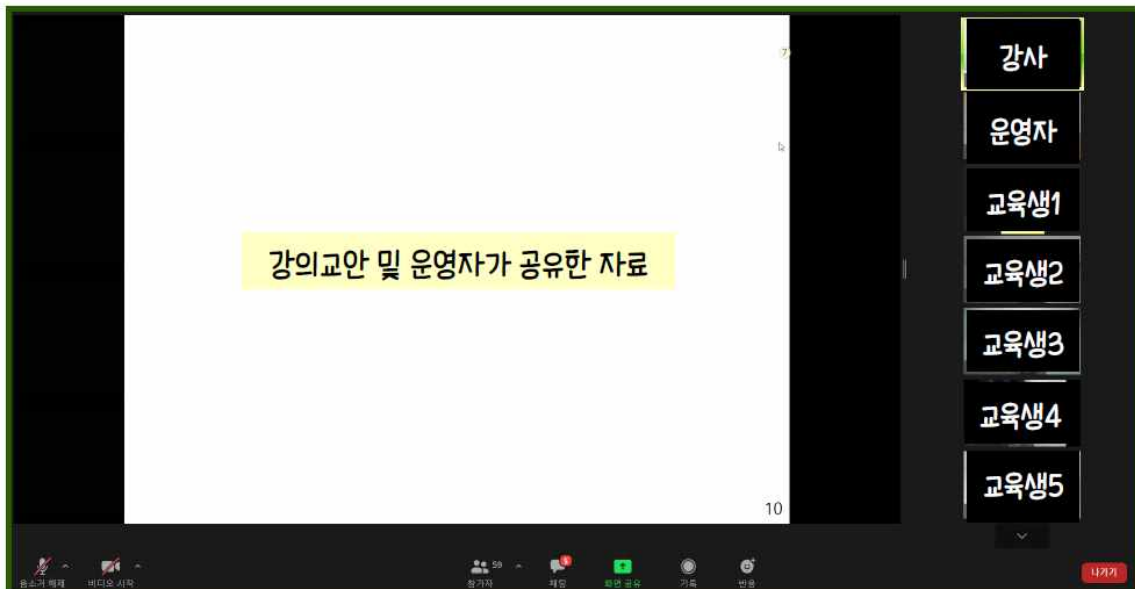 7
강의교안 및 운영자가 공유한 자료
10
강사
운영자
교육생1
교육생2
교육생3
교육생4
교육생5
음소거 해제
비디오 시작
59
참가자
5
채팅
화면 공유
기록
반응
나가기